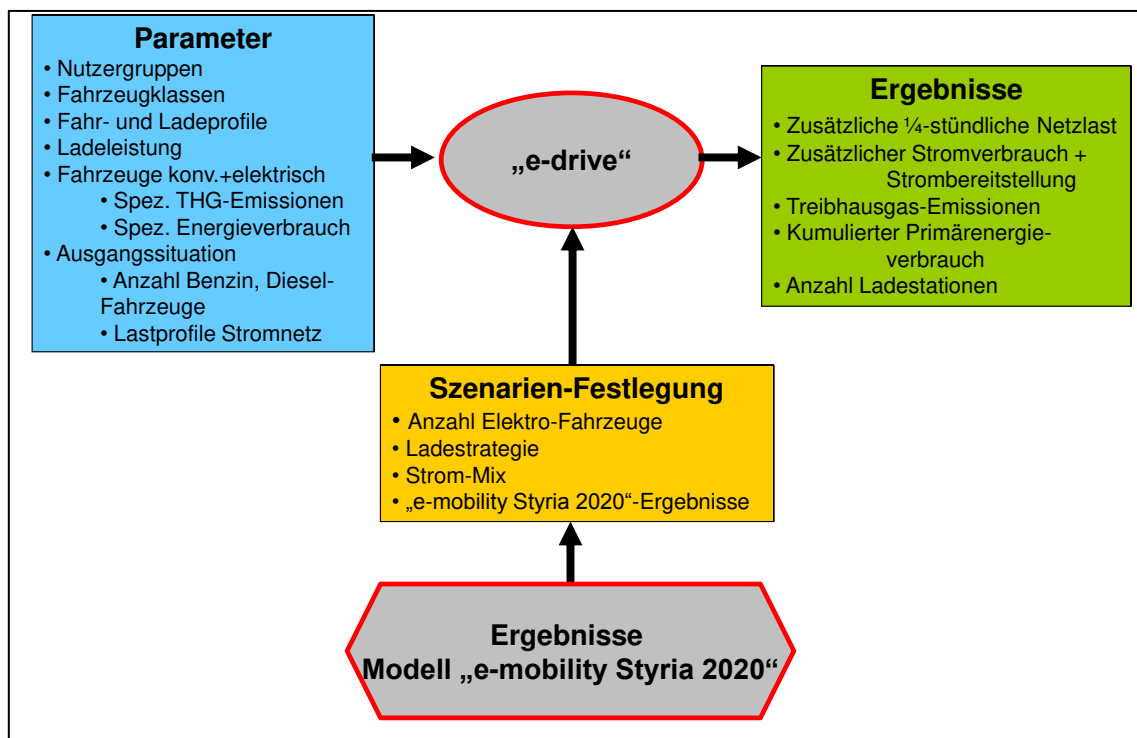 Parameter
• Nutzergruppen
• Fahrzeugklassen
• Fahr- und Ladeprofile
• Ladeleistung
• Fahrzeuge konv.+elektrisch
• Spez. THG-Emissionen
• Spez. Energieverbrauch
• Ausgangssituation
• Anzahl Benzin, Diesel-
Fahrzeuge
• Lastprofile Stromnetz
„e-drive“
Ergebnisse
• Zusätzliche ¼-stündliche Netzlast
• Zusätzlicher Stromverbrauch +
Strombereitstellung
• Treibhausgas-Emissionen
• Kumulierter Primärenergie-
verbrauch
• Anzahl Ladestationen
Szenarien-Festlegung
• Anzahl Elektro-Fahrzeuge
• Ladestrategie
• Strom-Mix
• „e-mobility Styria 2020“-Ergebnisse
Ergebnisse
Modell „e-mobility Styria 2020“